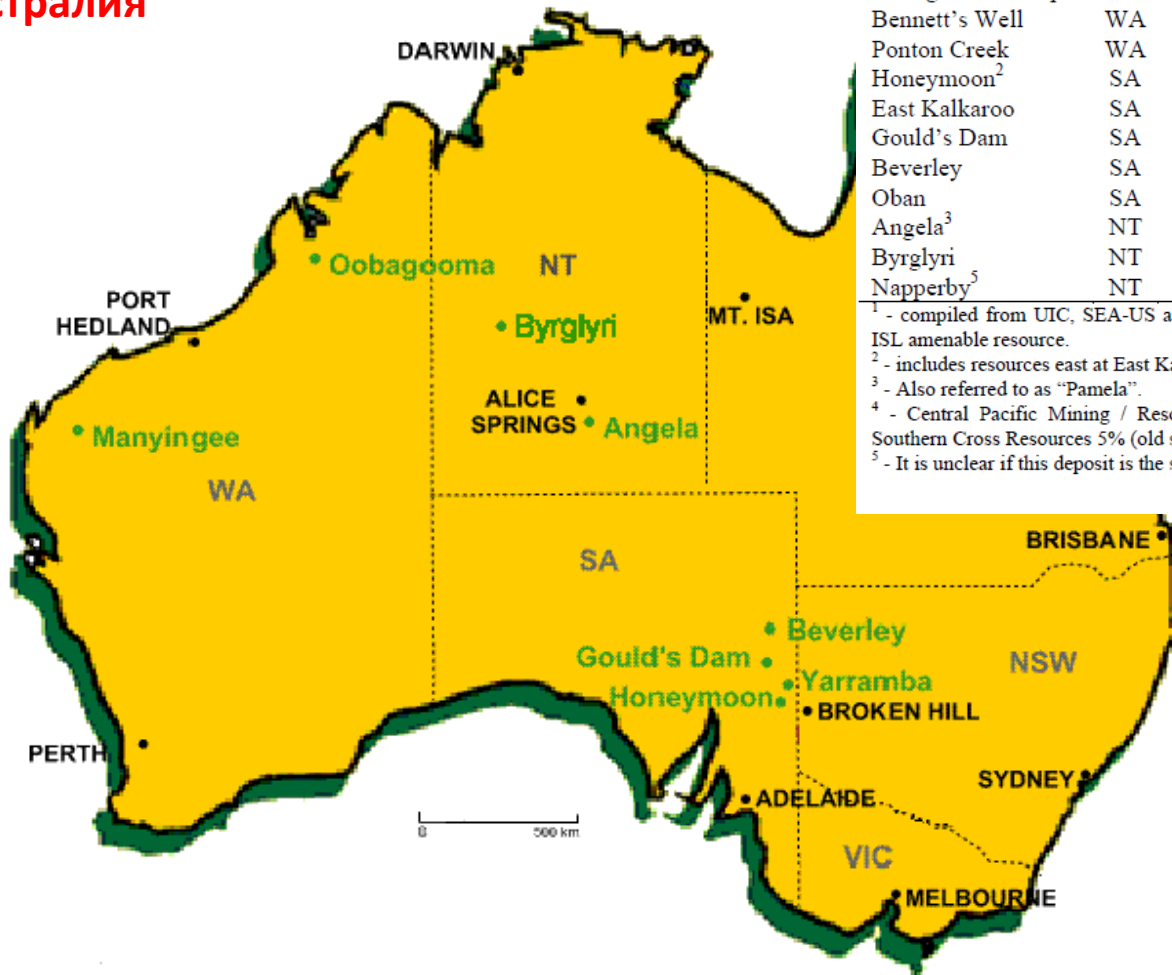 стралия
Bennett's Well WA
Ponton Creek WA
Honeymoon² SA
East Kalkaroo SA
Gould's Dam SA
Beverley SA
Oban SA
Angela³ NT
Byrglyri NT
Napperby⁵ NT
¹ - compiled from UIC, SEA-US a
ISL amenable resource.
² - includes resources east at East Ka
³ - Also referred to as “Pamela”.
⁴ - Central Pacific Mining / Reso
Southern Cross Resources 5% (old s
⁵ - It is unclear if this deposit is the s
DARWIN
Oobagooma
NT
PORT
HEDLAND
Byrglyri
MT. ISA
ALICE
SPRINGS
Angela
Manyingee
WA
BRISBANE
SA
Beverley
Gould's Dam
NSW
Yarramba
Honeymoon
BROKEN HILL
PERTH
SYDNEY
ADELAIDE
0 500 km
VIC
MELBOURNE